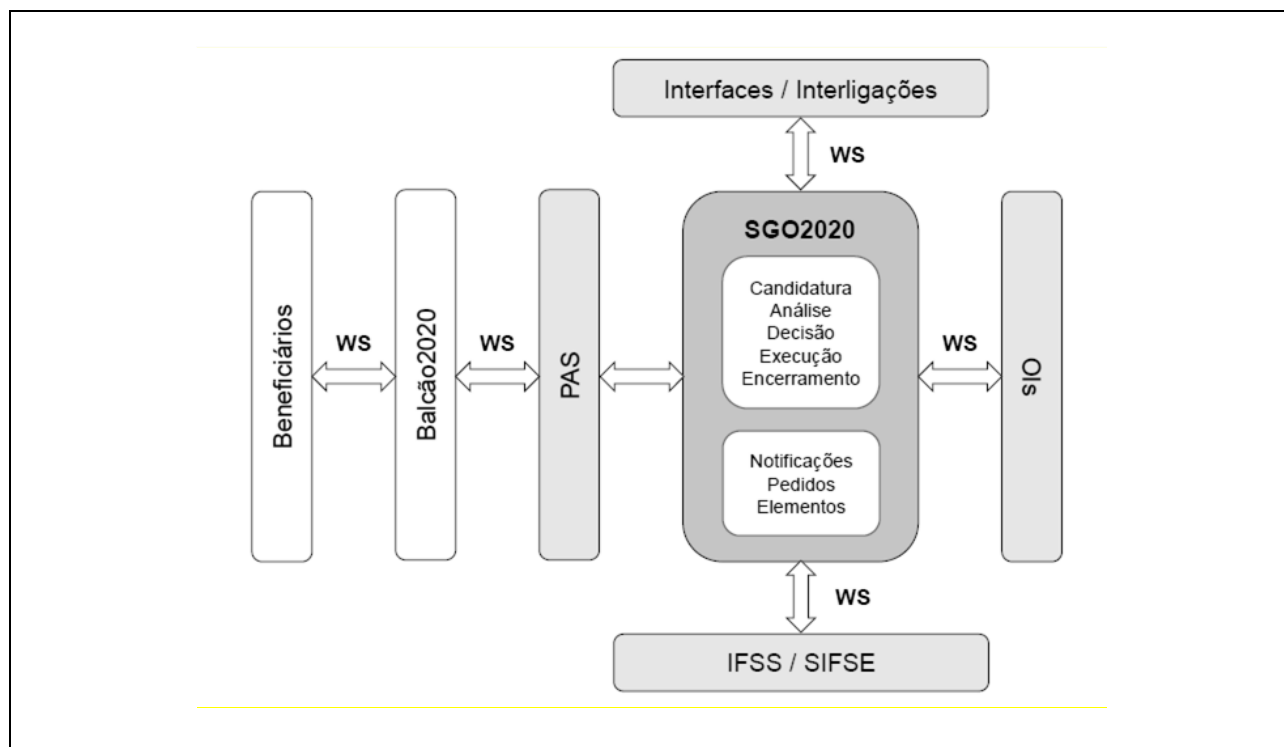 Interfaces / Interligações
WS
Beneficiários
WS
Balcão2020
WS
PAS
SGO2020
Candidatura
Análise
Decisão
Execução
Encerramento
Notificações
Pedidos
Elementos
WS
OIs
WS
IFSS / SIFSE